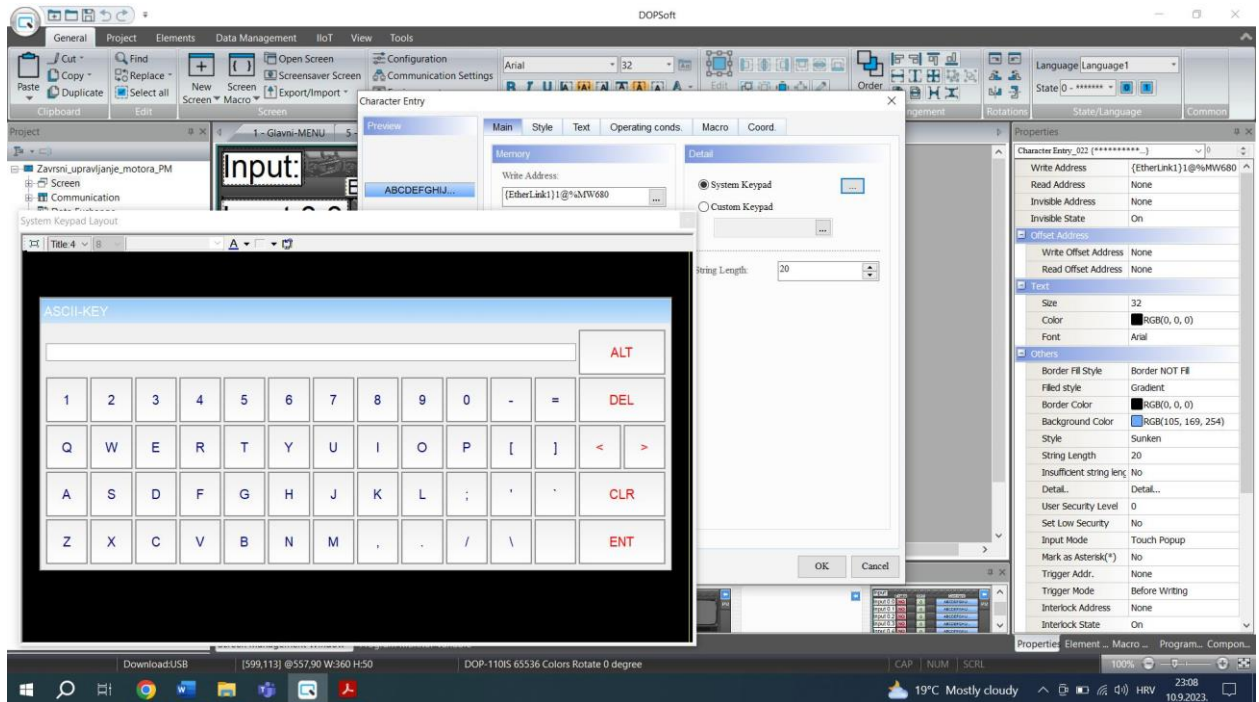 DOPSoft
General Project Elements Data Management IIoT View Tools
Paste
Cut
Copy
Duplicate
Clipboard
Find
Replace
Select all
Edit
New Screen
Screen Macro
Open Screen
Screensaver Screen
Export/Import
Screen
Configuration
Communication Settings
Arial 32
Edit
Order
Rotations
Language Language1
State 0 - *******
State/Language
Common
Character Entry
Preview
ABCDEFGHIJ...
Main Style Text Operating conds. Macro Coord.
Memory
Write Address:
{EtherLink1}1@%MW680 ...
Detail
System Keypad ...
Custom Keypad
...
String Length: 20
OK Cancel
Project
Zavrsni_upravljanje_motora_PM
Screen
Communication
1 - Glavni-MENU 5 -
Input:
System Keypad Layout
Title:4 8
ASCII-KEY
ALT
1 2 3 4 5 6 7 8 9 0 - = DEL
Q W E R T Y U I O P [ ] < >
A S D F G H J K L ; ' ` CLR
Z X C V B N M , . / \ ENT
Properties
Character Entry_022 {**********...} 0
Write Address {EtherLink1}1@%MW680
Read Address None
Invisible Address None
Invisible State On
Offset Address
Write Offset Address None
Read Offset Address None
Text
Size 32
Color RGB(0, 0, 0)
Font Arial
Others
Border Fill Style Border NOT Fill
Filled style Gradient
Border Color RGB(0, 0, 0)
Background Color RGB(105, 169, 254)
Style Sunken
String Length 20
Insufficient string leng No
Detail.. Detail...
User Security Level 0
Set Low Security No
Input Mode Touch Popup
Mark as Asterisk(*) No
Trigger Addr. None
Trigger Mode Before Writing
Interlock Address None
Interlock State On
Properties Element ... Macro ... Program... Compon...
Download:USB [599,113] @557,90 W:360 H:50 DOP-110IS 65536 Colors Rotate 0 degree CAP NUM SCRL 100%
19°C Mostly cloudy HRV 23:08
10.9.2023.